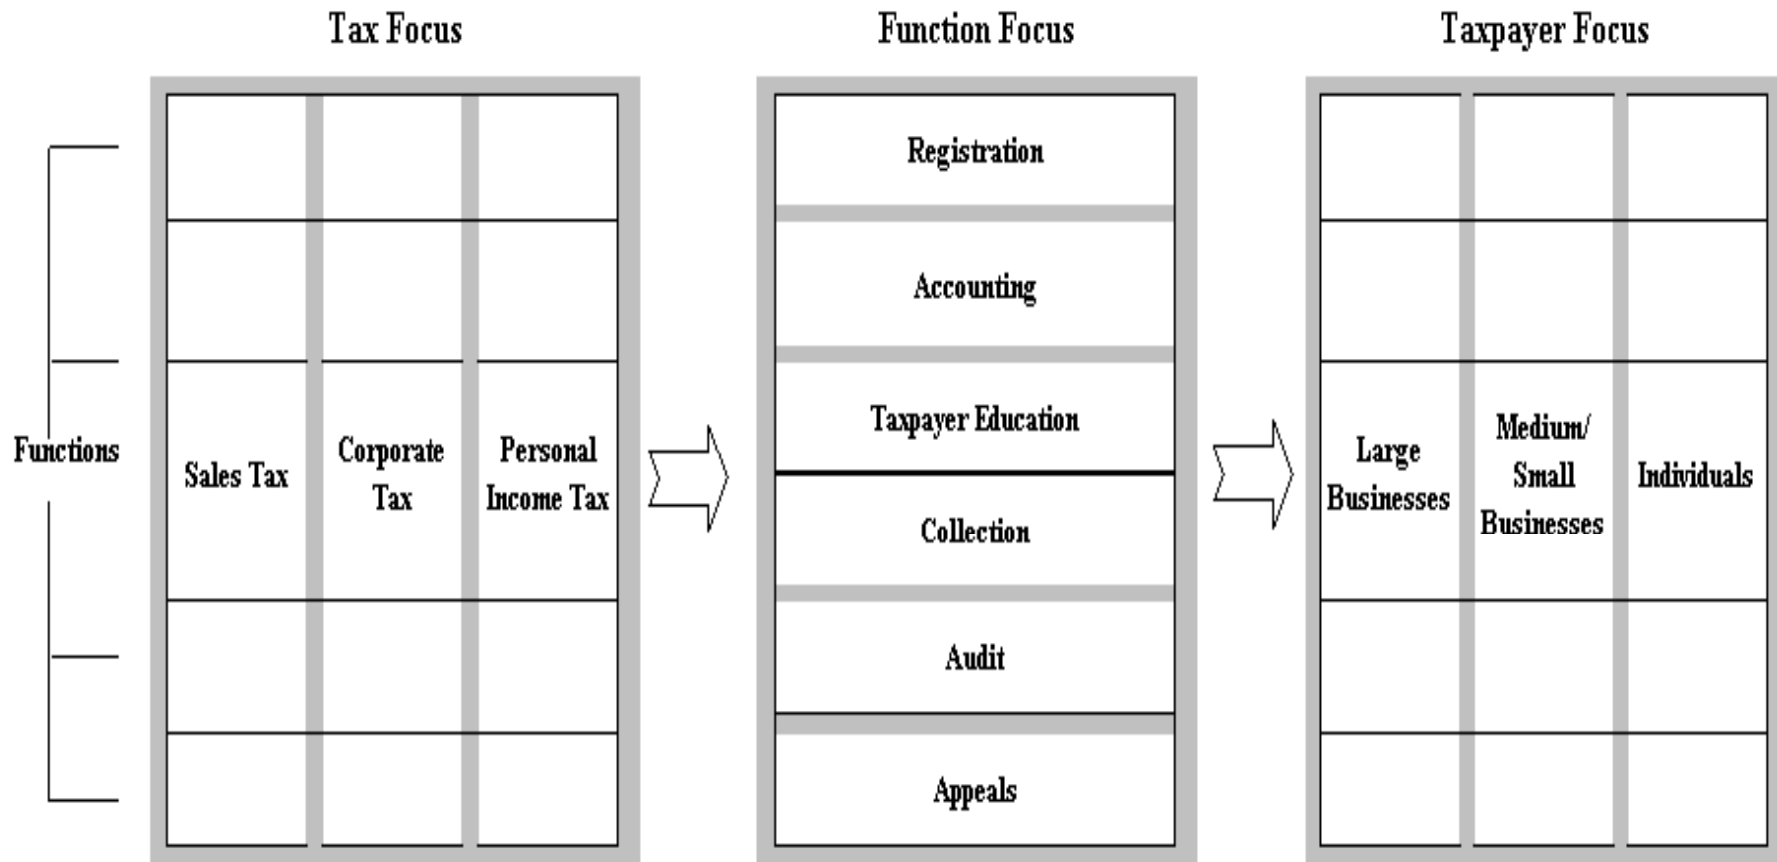 Tax Focus
Function Focus
Taxpayer Focus
Functions
Sales Tax
Corporate
Tax
Personal
Income Tax
Registration
Accounting
Taxpayer Education
Collection
Audit
Appeals
Large
Businesses
Medium/
Small
Businesses
Individuals